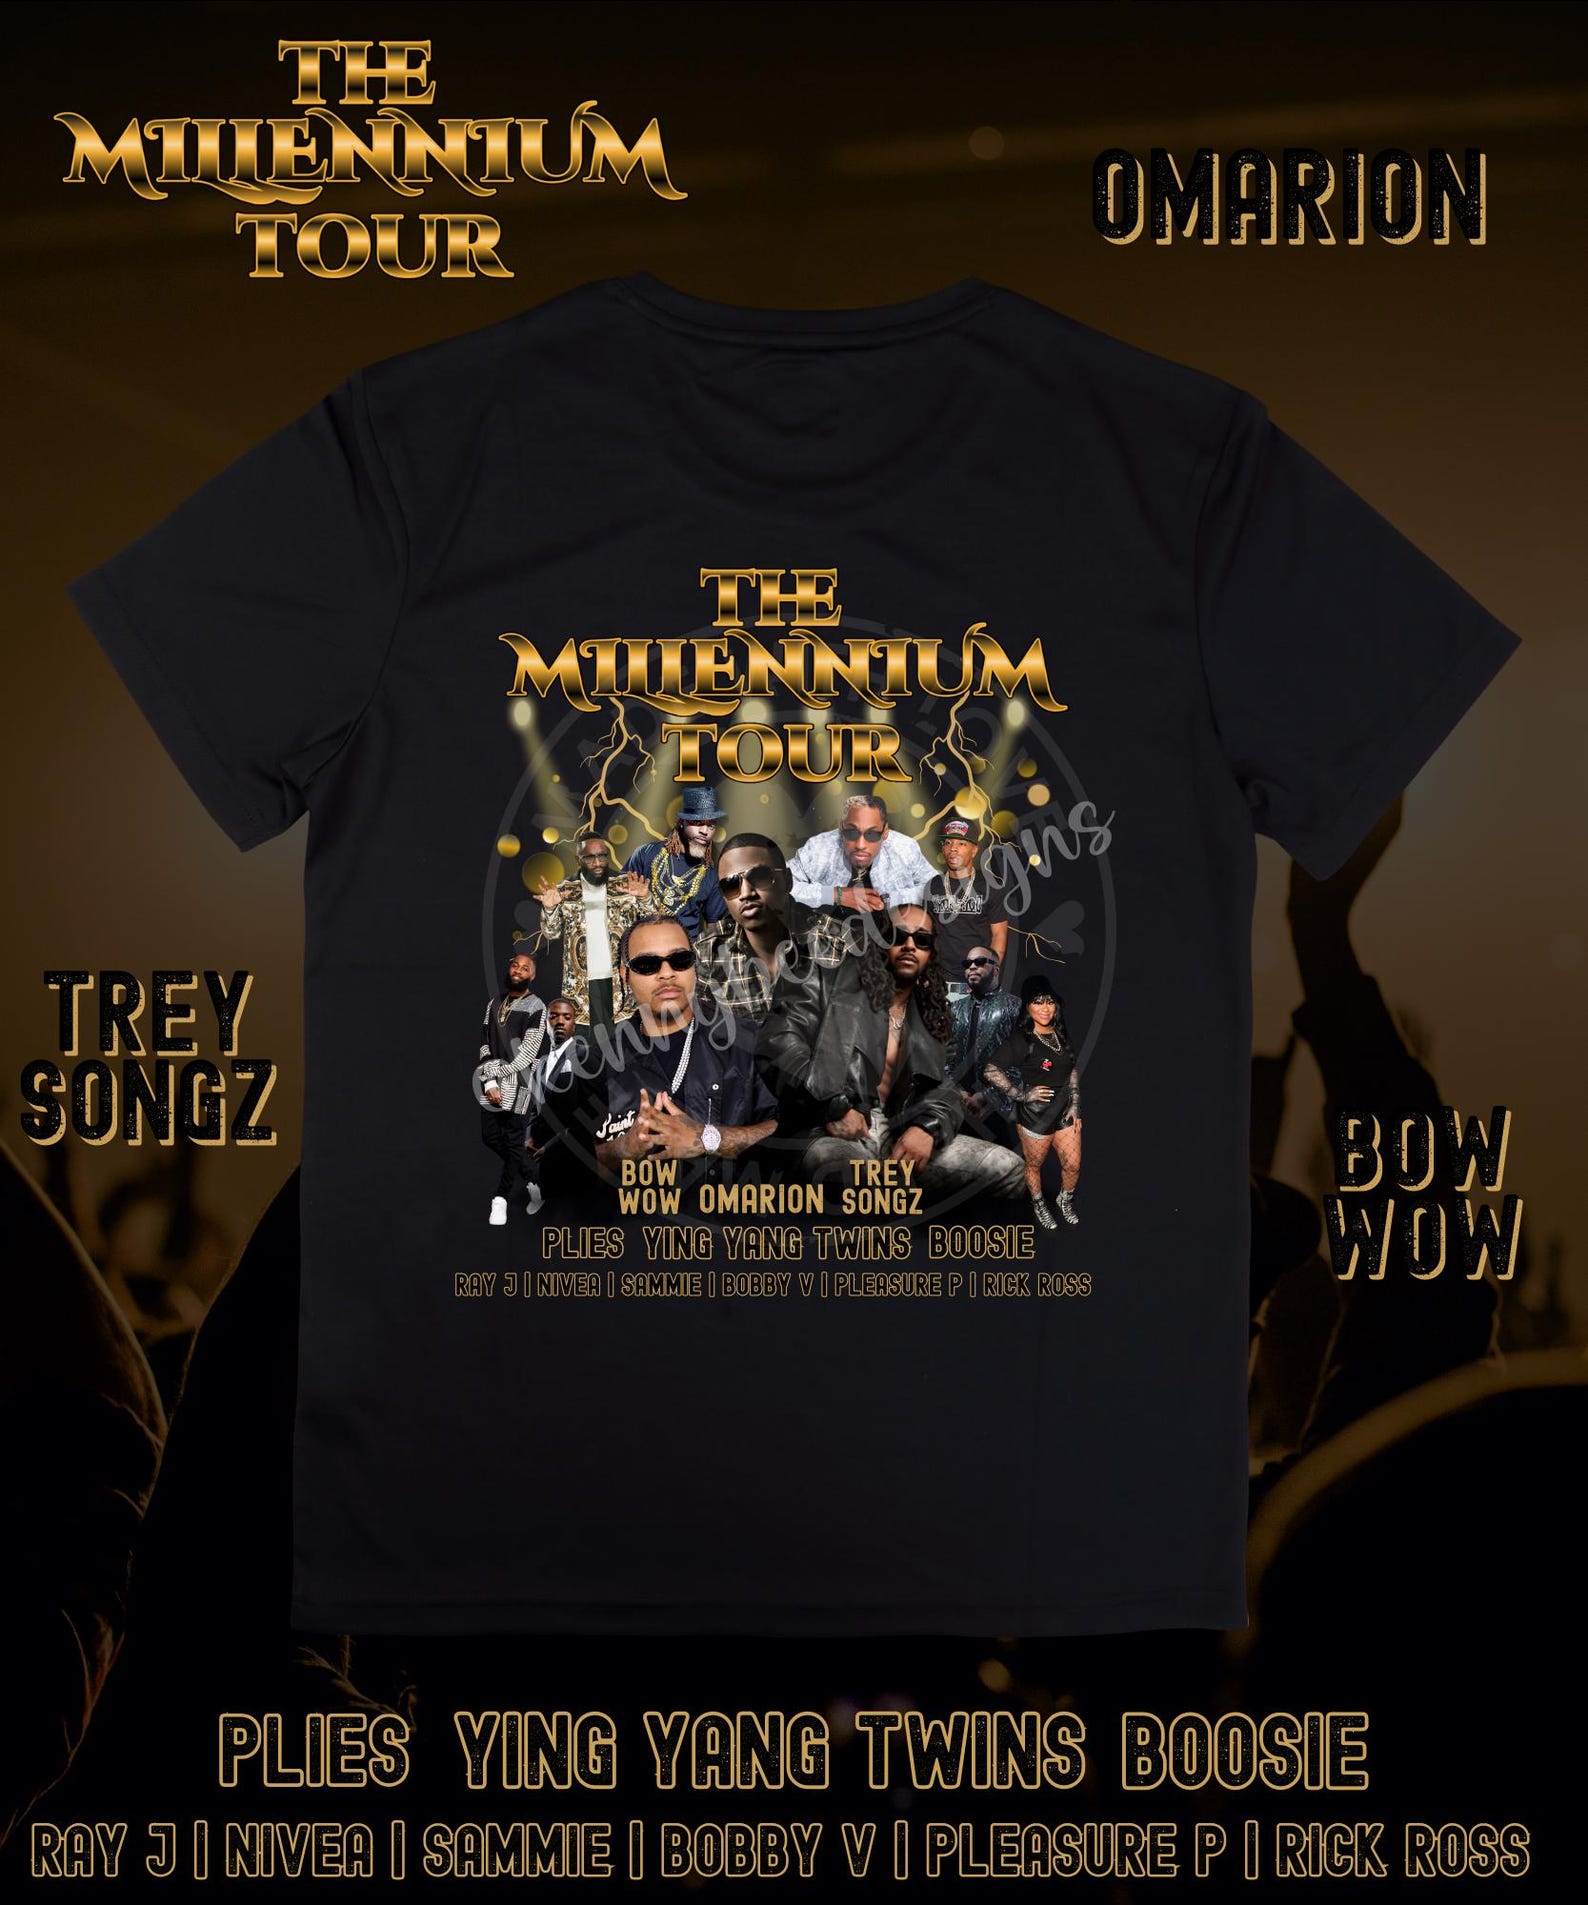 THE
MILLENNIUM
TOUR
OMARION
THE
MILLENNIUM
TOUR
TREY
SONGZ
BOW
WOW
Paint
BOW
WOW
OMARION
TREY
SONGZ
PLIES YING YANG TWINS BOOSIE
RAY J | NIVEA | SAMMIE | BOBBY V | PLEASURE P | RICK ROSS
PLIES YING YANG TWINS BOOSIE
RAY J | NIVEA | SAMMIE | BOBBY V | PLEASURE P | RICK ROSS